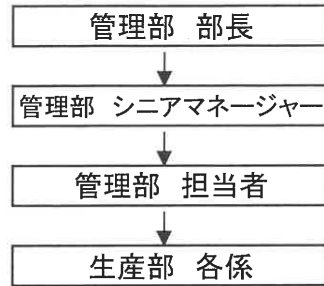 管理部 部長
管理部 シニアマネージャー
管理部 担当者
生産部 各係